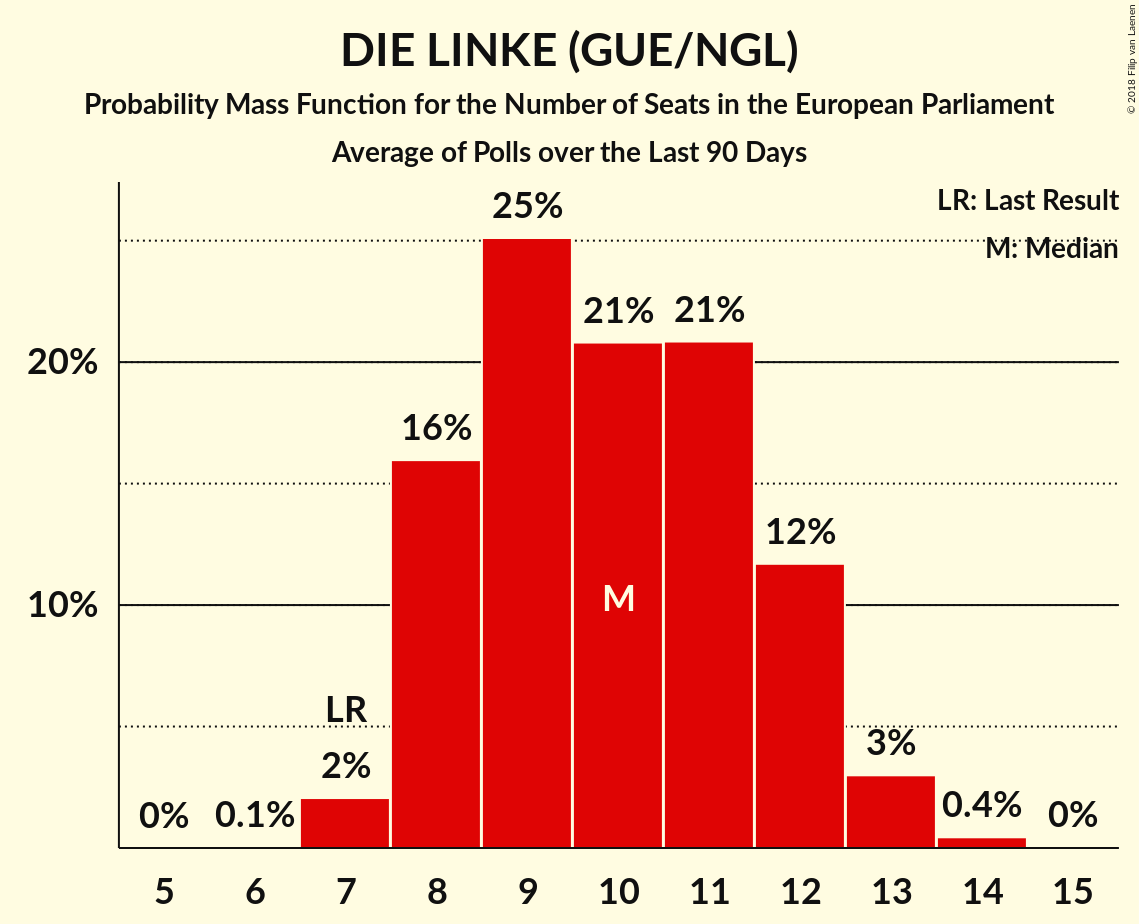 DIE LINKE (GUE/NGL)
Probability Mass Function for the Number of Seats in the European Parliament
Average of Polls over the Last 90 Days
© 2018 Filip van Laenen
LR: Last Result
M: Median
25%
21%
21%
20%
16%
12%
M
10%
LR
3%
2%
0%
0.1%
0.4%
0%
5 6 7 8 9 10 11 12 13 14 15